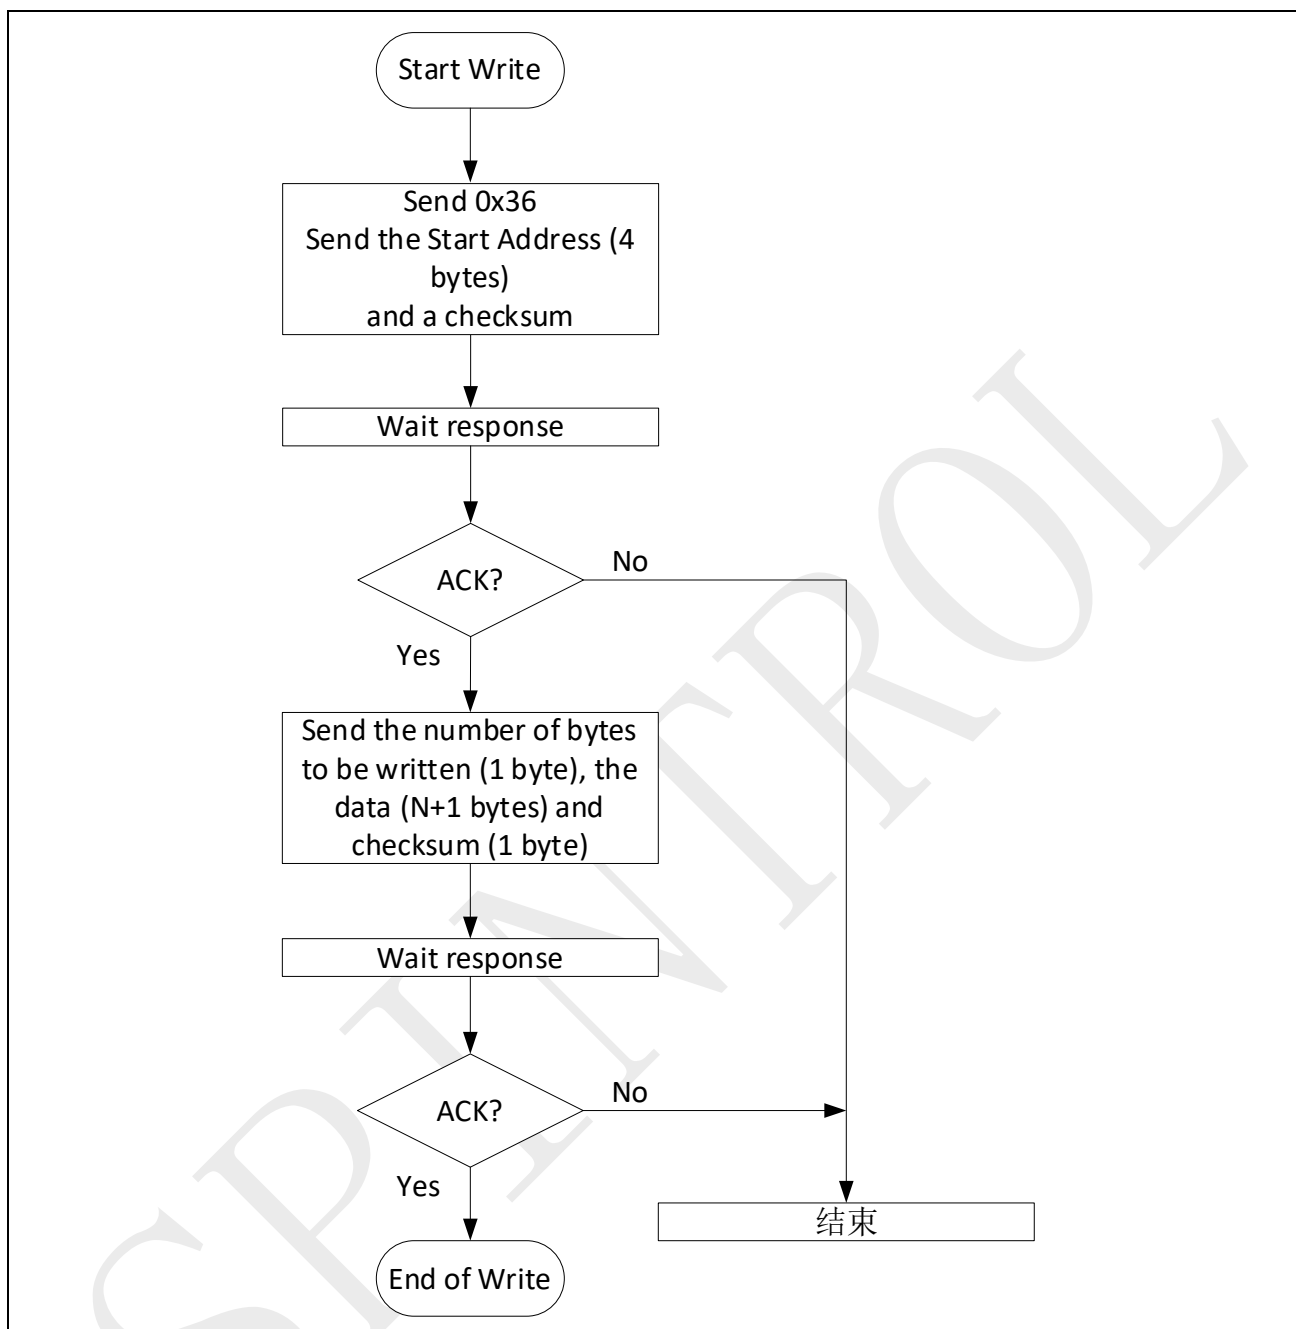 Start Write
Send 0x36
Send the Start Address (4
bytes)
and a checksum
Wait response
ACK?
No
Yes
Send the number of bytes
to be written (1 byte), the
data (N+1 bytes) and
checksum (1 byte)
Wait response
ACK?
No
Yes
结束
End of Write
SPINTROL